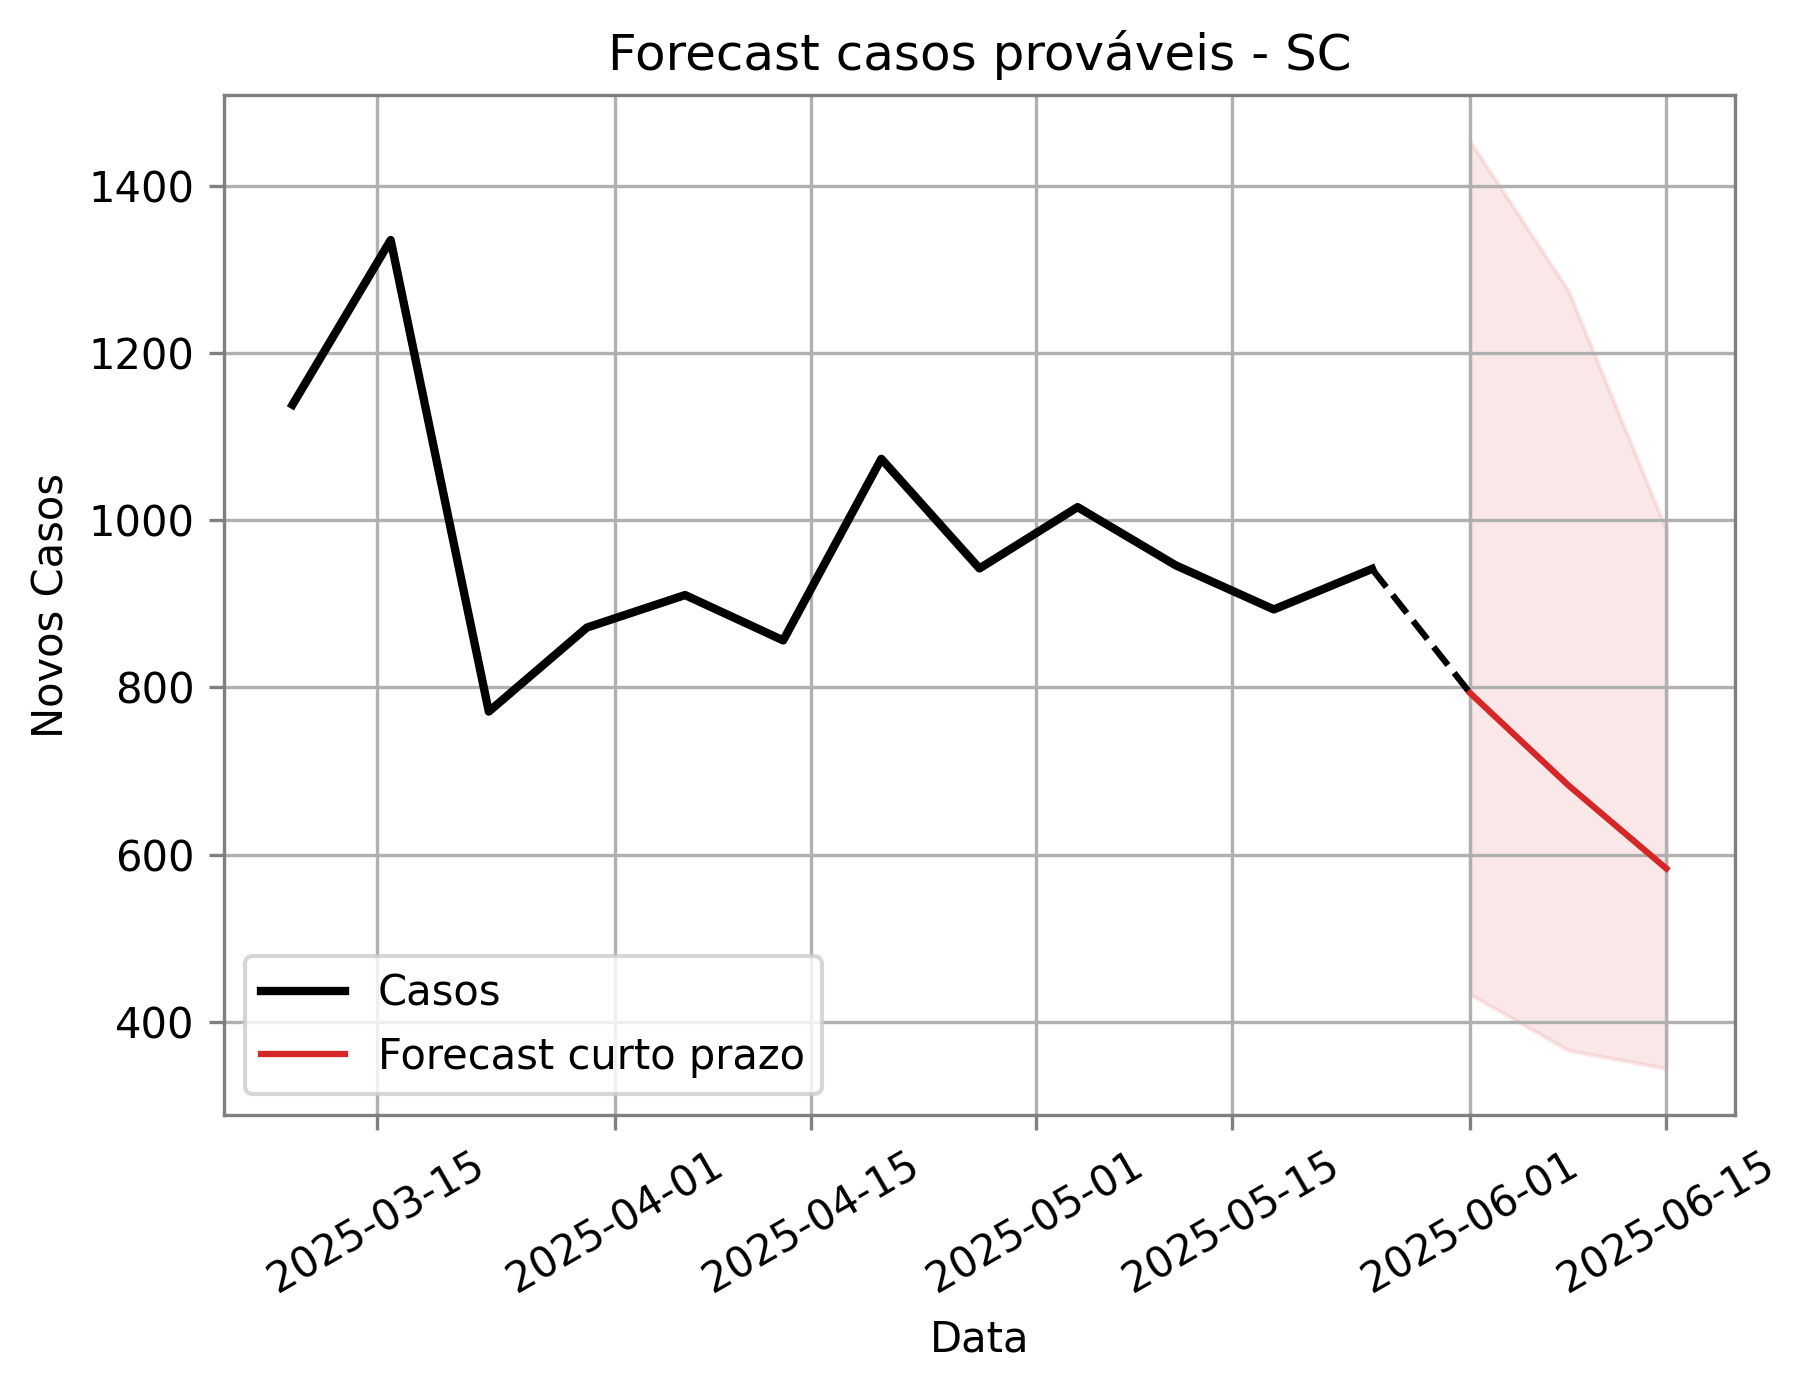 Forecast casos prováveis - SC
Novos Casos
1400
1200
1000
800
600
400
Casos
Forecast curto prazo
2025-03-15
2025-04-01
2025-04-15
2025-05-01
2025-05-15
2025-06-01
2025-06-15
Data